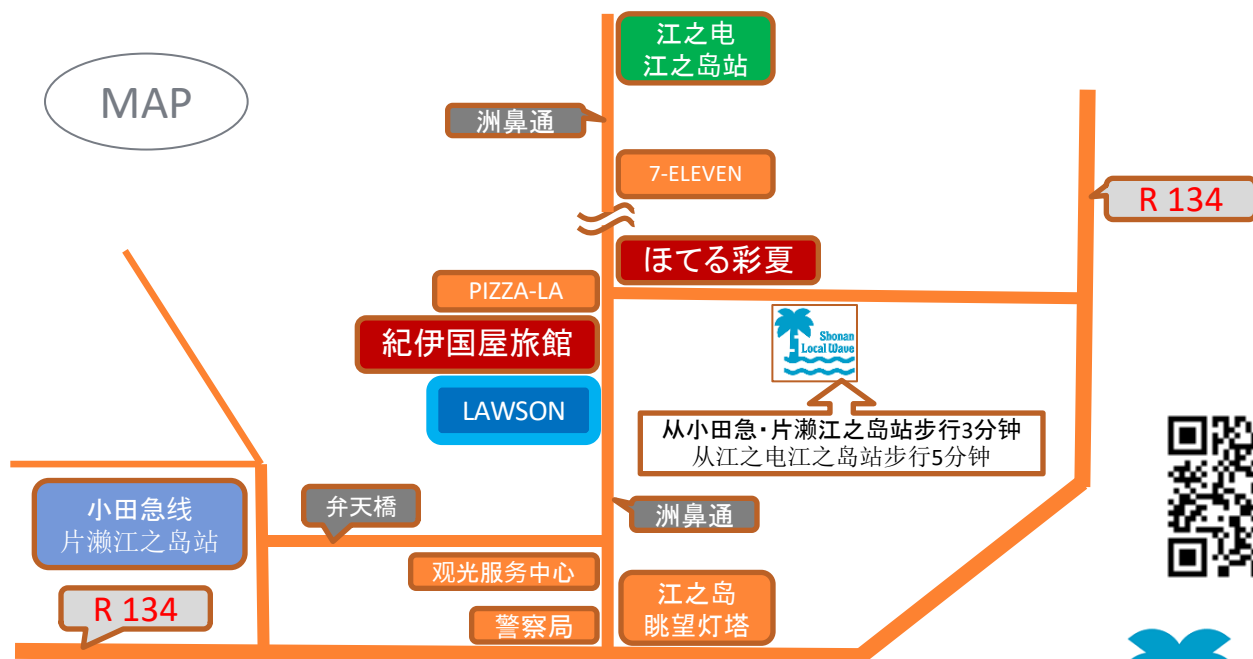 MAP
江之电
江之岛站
洲鼻通
7-ELEVEN
R 134
ほてる彩夏
PIZZA-LA
紀伊国屋旅館
Shonan
Local Wave
LAWSON
从小田急·片濑江之岛站步行3分钟
从江之电江之岛站步行5分钟
小田急线
片濑江之岛站
弁天橋
洲鼻通
观光服务中心
江之岛
眺望灯塔
R 134
警察局